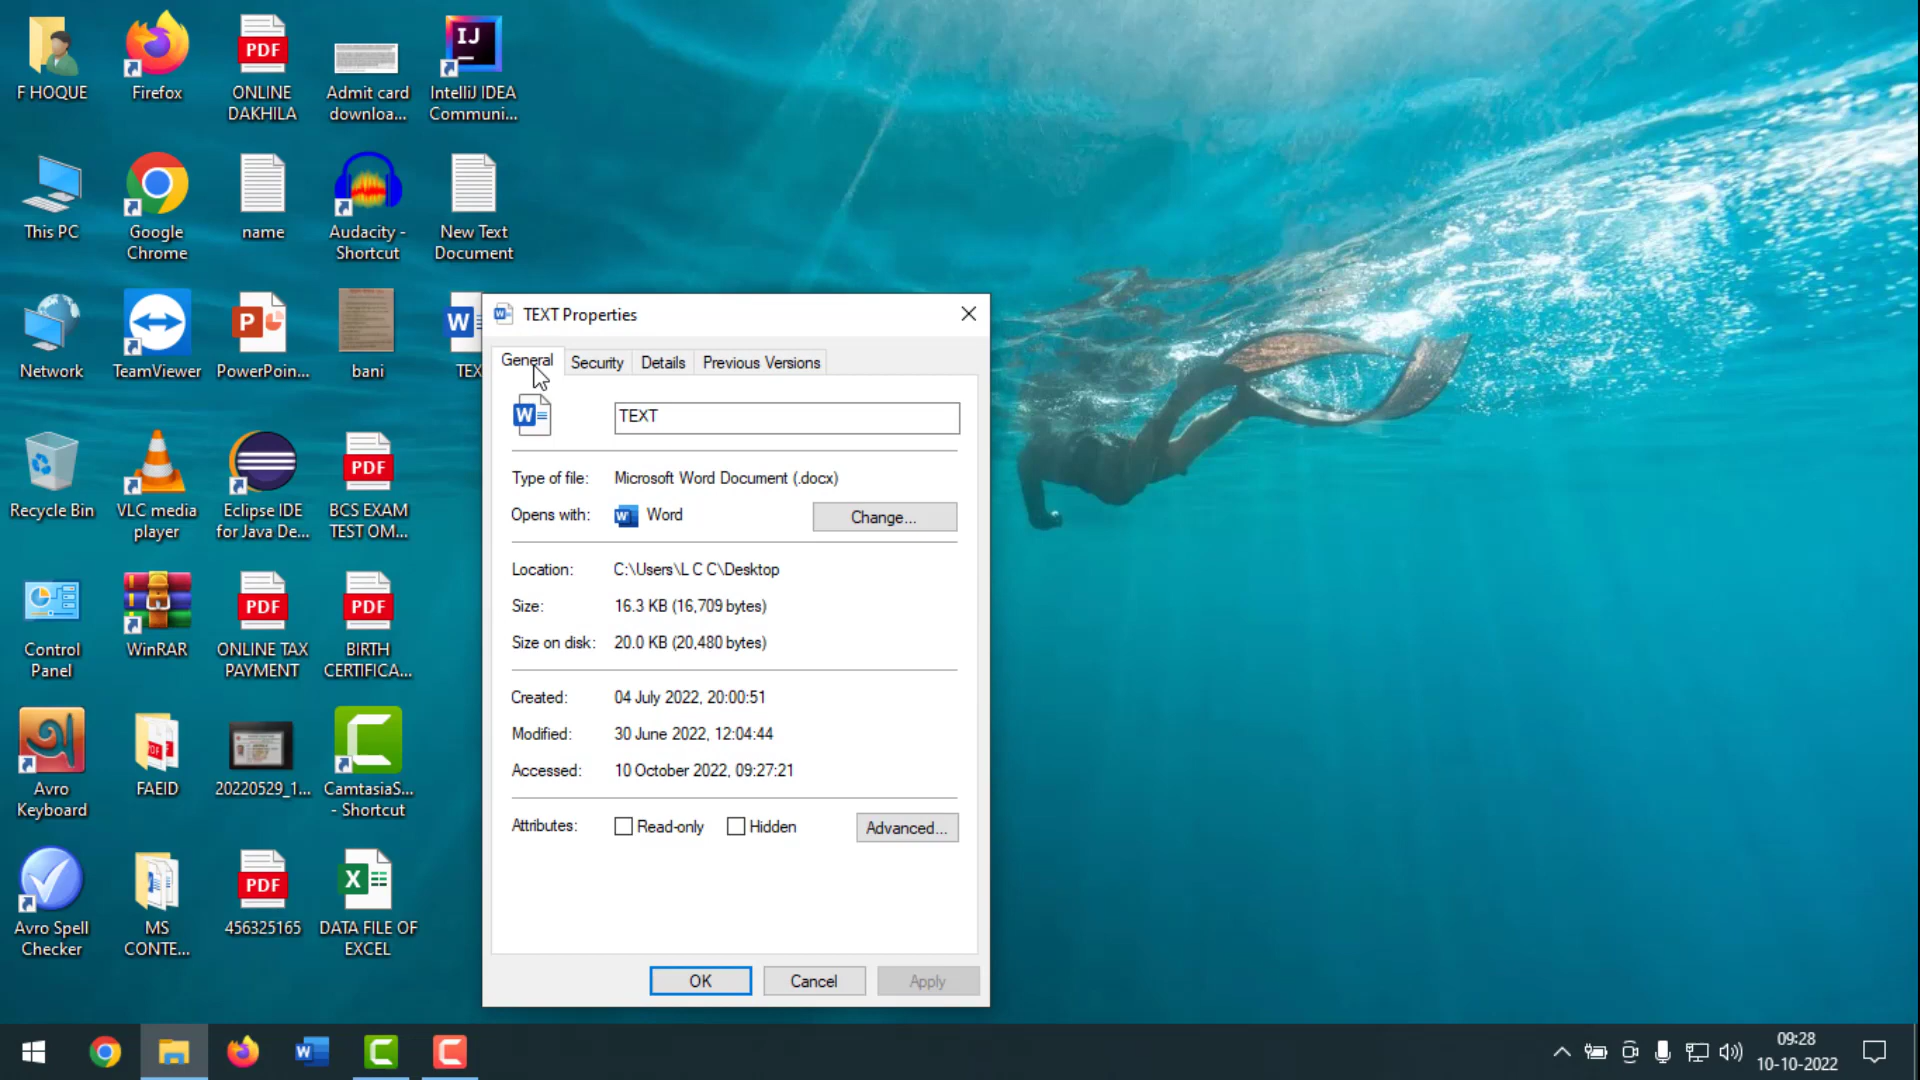 F HOQUE
Firefox
ONLINE
DAKHILA
Admit card
downloa...
IntelliJ IDEA
Communi...
This PC
Google
Chrome
name
Audacity -
Shortcut
New Text
Document
Network
TeamViewer
PowerPoin...
bani
TEX
Recycle Bin
VLC media
player
Eclipse IDE
for Java De...
BCS EXAM
TEST OM...
Control
Panel
WinRAR
ONLINE TAX
PAYMENT
BIRTH
CERTIFICA...
Avro
Keyboard
FAEID
20220529_1...
CamtasiaS...
- Shortcut
Avro Spell
Checker
MS
CONTE...
456325165
DATA FILE OF
EXCEL
PDF
IJ
P
W
PDF
PDF
PDF
অ
PDF
PDF
X
TEXT Properties
General Security Details Previous Versions
W TEXT
Type of file: Microsoft Word Document (.docx)
Opens with: Word Change...
Location: C:\Users\L C C\Desktop
Size: 16.3 KB (16,709 bytes)
Size on disk: 20.0 KB (20,480 bytes)
Created: 04 July 2022, 20:00:51
Modified: 30 June 2022, 12:04:44
Accessed: 10 October 2022, 09:27:21
Attributes: Read-only Hidden Advanced...
OK Cancel Apply
W
09:28
10-10-2022